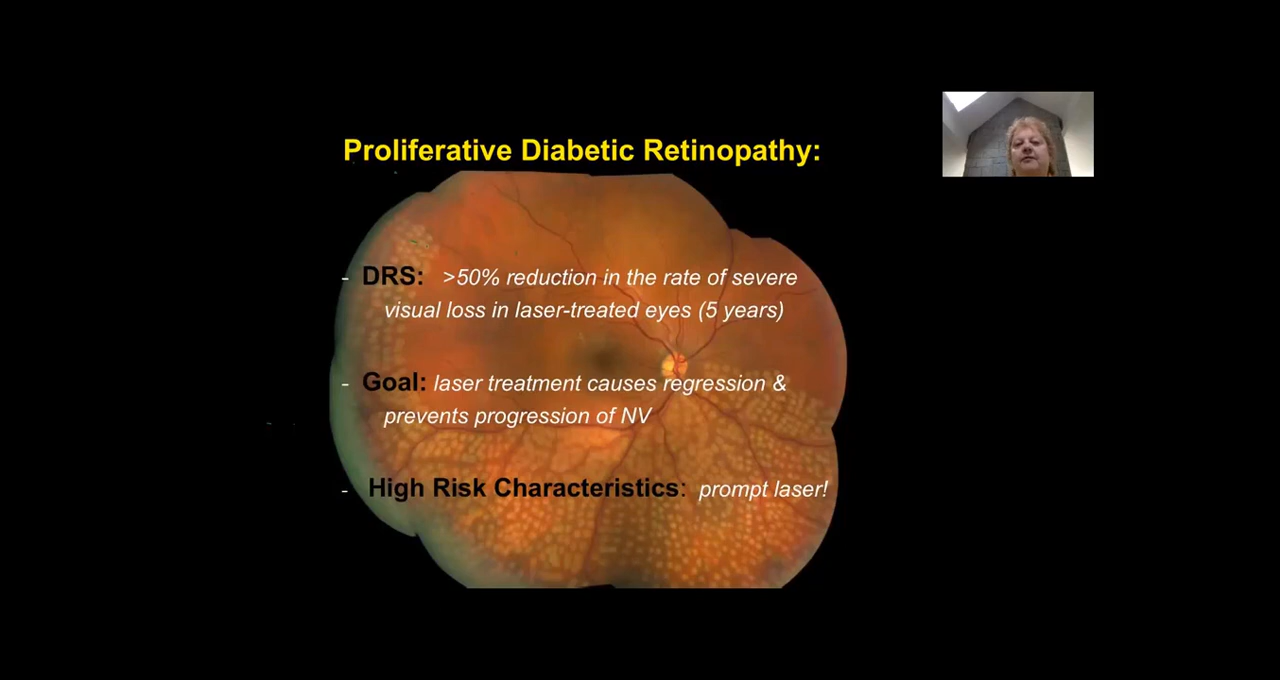 Proliferative Diabetic Retinopathy:
- DRS: >50% reduction in the rate of severe
visual loss in laser-treated eyes (5 years)
- Goal: laser treatment causes regression &
prevents progression of NV
- High Risk Characteristics: prompt laser!